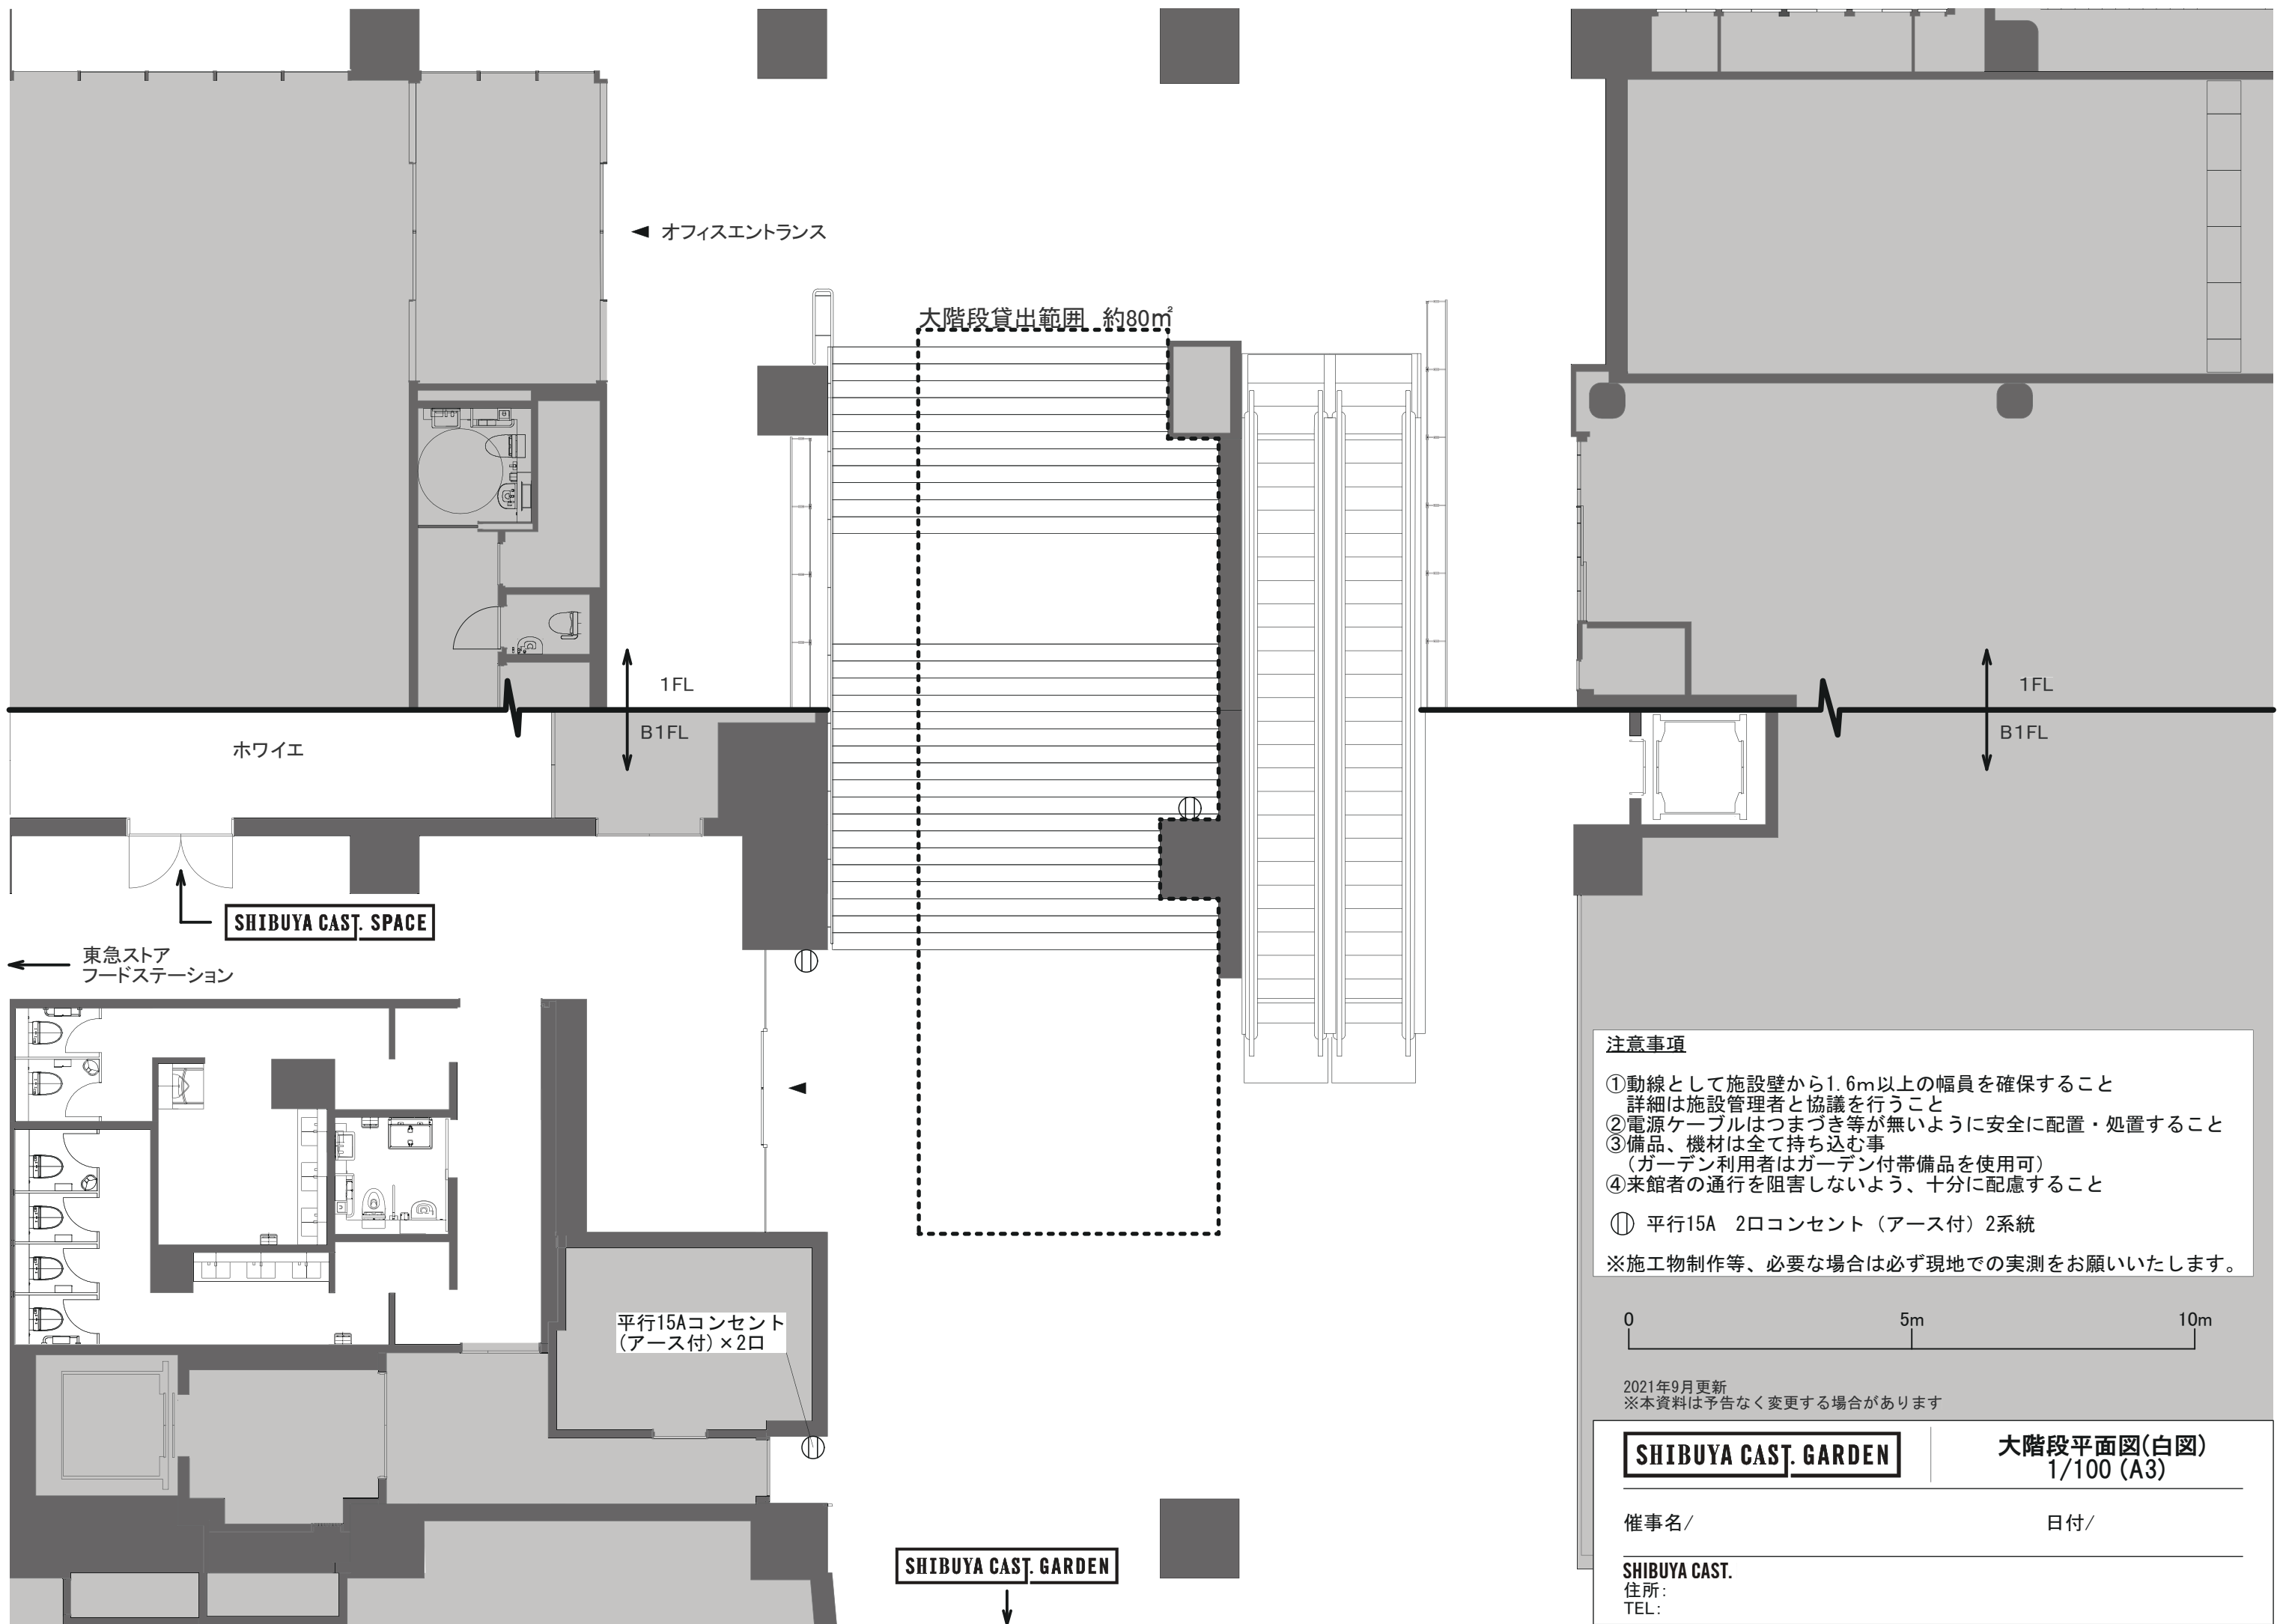 オフィスエントランス
大階段貸出範囲 約80㎡
1FL
B1FL
1FL
B1FL
ホワイエ
SHIBUYA CAST. SPACE
東急ストア
フードステーション
平行15Aコンセント
(アース付)×2口
SHIBUYA CAST. GARDEN
注意事項
①動線として施設壁から1.6m以上の幅員を確保すること
詳細は施設管理者と協議を行うこと
②電源ケーブルはつまづき等が無いように安全に配置・処置すること
③備品、機材は全て持ち込む事
(ガーデン利用者はガーデン付帯備品を使用可)
④来館者の通行を阻害しないよう、十分に配慮すること
平行15A 2口コンセント(アース付)2系統
※施工物制作等、必要な場合は必ず現地での実測をお願いいたします。
0 5m 10m
2021年9月更新
※本資料は予告なく変更する場合があります
SHIBUYA CAST. GARDEN
大階段平面図(白図)
1/100 (A3)
催事名/ 日付/
SHIBUYA CAST.
住所:
TEL: